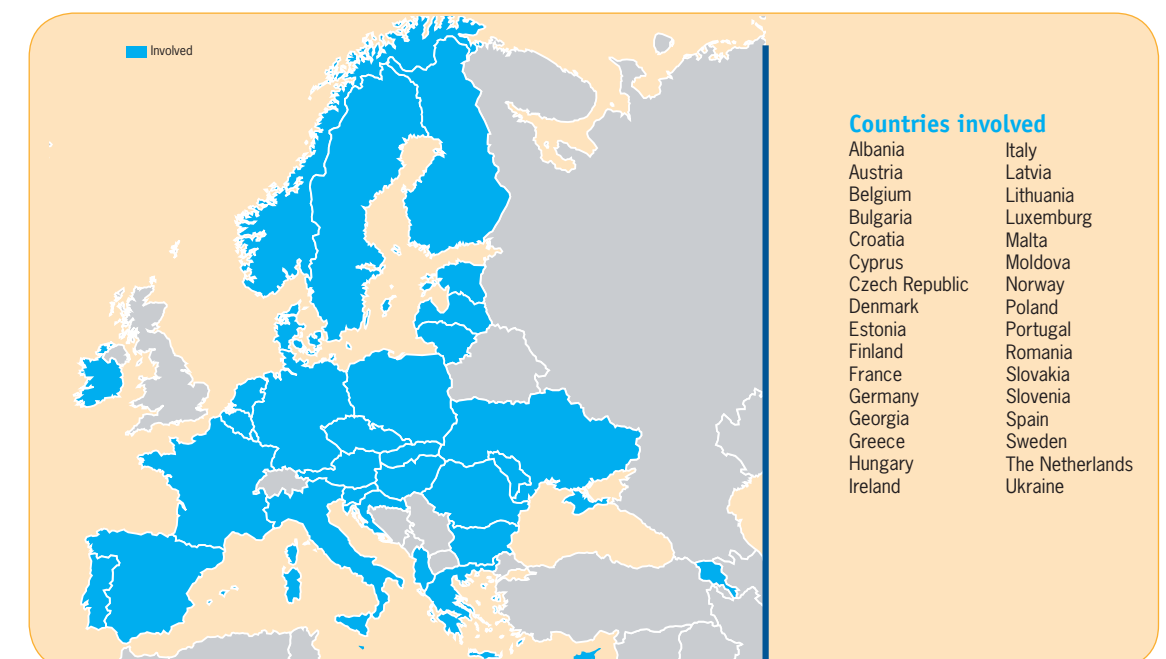 Involved
Countries involved
Albania
Austria
Belgium
Bulgaria
Croatia
Cyprus
Czech Republic
Denmark
Estonia
Finland
France
Germany
Georgia
Greece
Hungary
Ireland
Italy
Latvia
Lithuania
Luxemburg
Malta
Moldova
Norway
Poland
Portugal
Romania
Slovakia
Slovenia
Spain
Sweden
The Netherlands
Ukraine